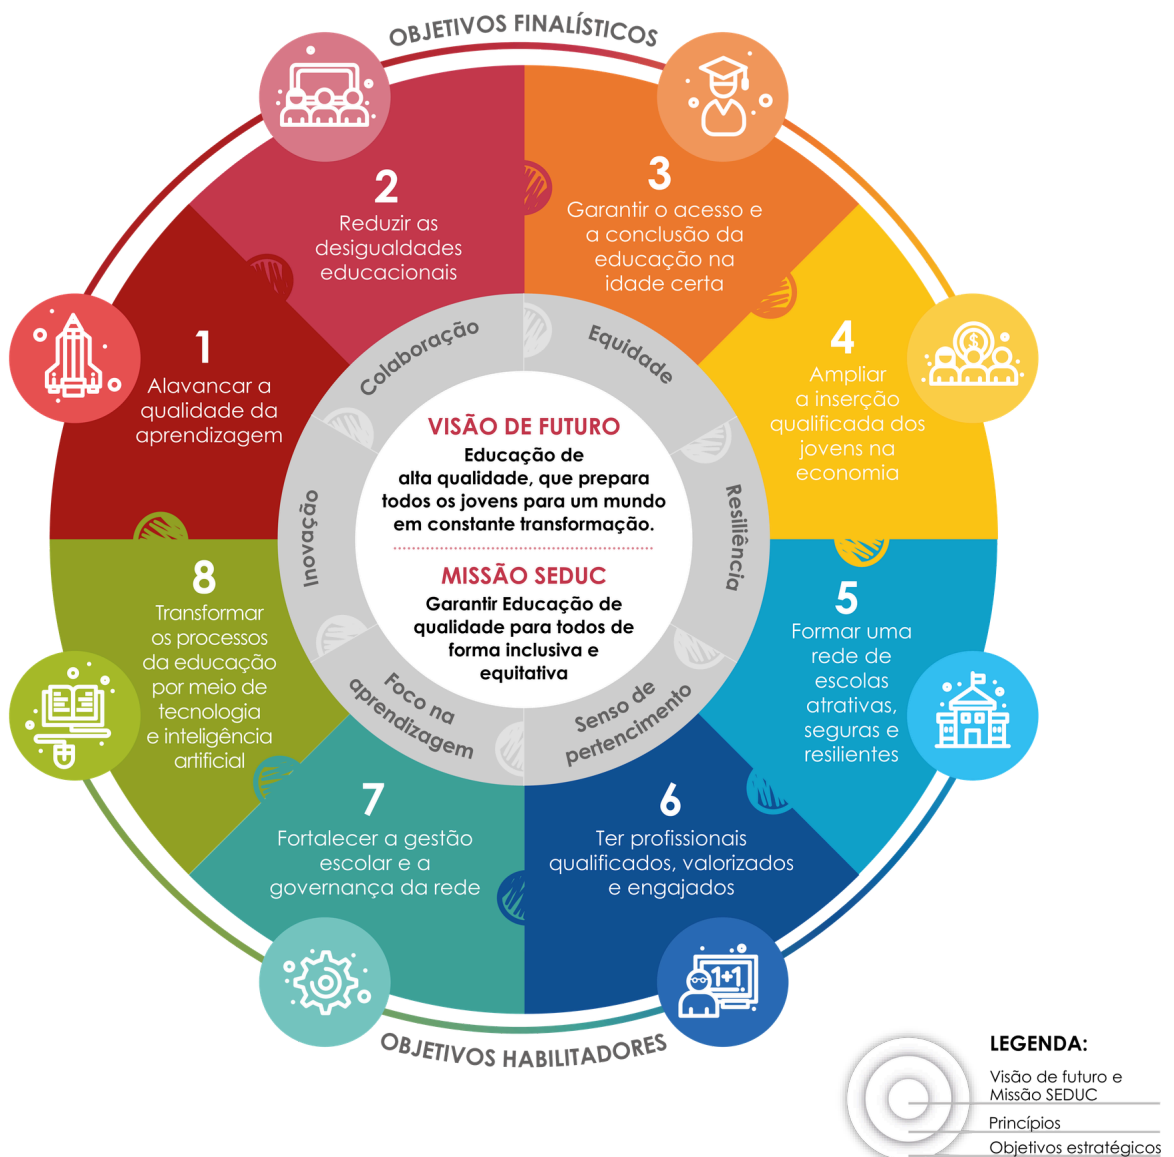 OBJETIVOS FINALÍSTICOS
1
Alavancar a
qualidade da
aprendizagem
2
Reduzir as
desigualdades
educacionais
3
Garantir o acesso e
a conclusão da
educação na
idade certa
4
Ampliar
a inserção
qualificada dos
jovens na
economia
5
Formar uma
rede de
escolas
atrativas,
seguras e
resilientes
6
Ter profissionais
qualificados, valorizados
e engajados
7
Fortalecer a gestão
escolar e a
governança da rede
8
Transformar
os processos
da educação
por meio de
tecnologia
e inteligência
artificial
Colaboração
Equidade
Resiliência
Senso de
pertencimento
Foco na
aprendizagem
Inovação
VISÃO DE FUTURO
Educação de
alta qualidade, que prepara
todos os jovens para um mundo
em constante transformação.
MISSÃO SEDUC
Garantir Educação de
qualidade para todos de
forma inclusiva e
equitativa
$
1+1
OBJETIVOS HABILITADORES
LEGENDA:
Visão de futuro e
Missão SEDUC
Princípios
Objetivos estratégicos